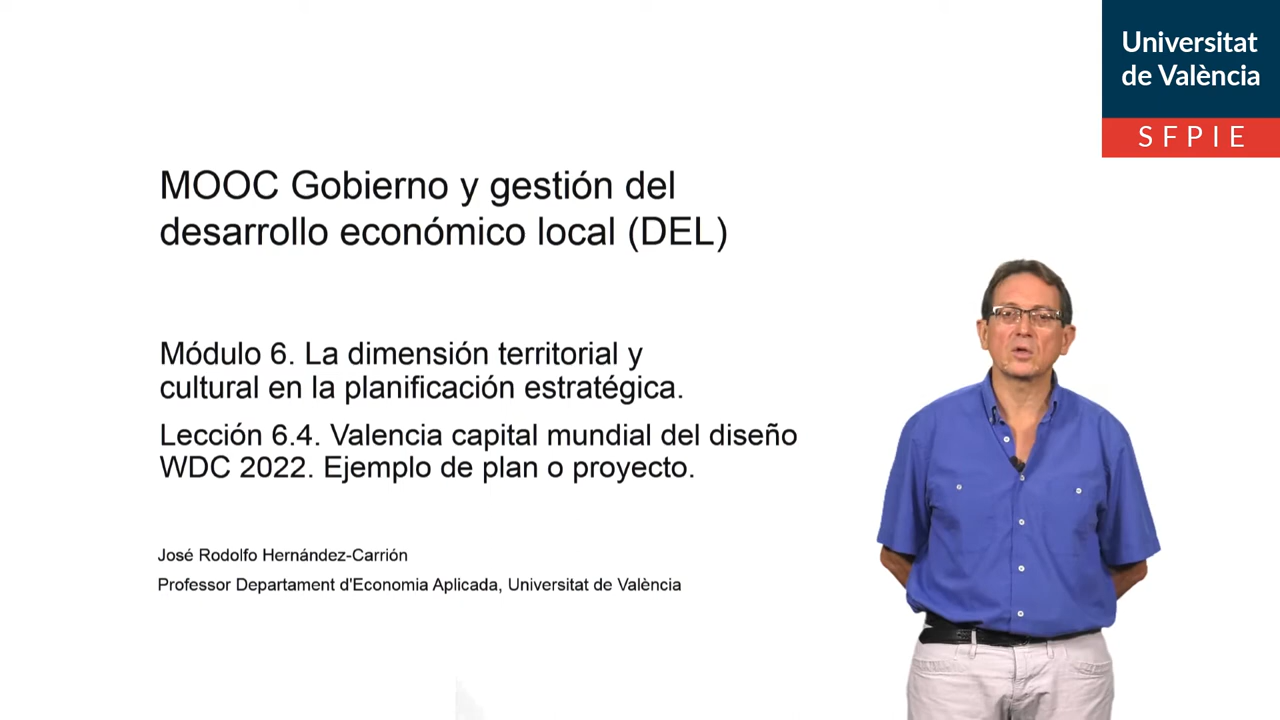 Universitat
de València
SFPIE
MOOC Gobierno y gestión del
desarrollo económico local (DEL)
Módulo 6. La dimensión territorial y
cultural en la planificación estratégica.
Lección 6.4. Valencia capital mundial del diseño
WDC 2022. Ejemplo de plan o proyecto.
José Rodolfo Hernández-Carrión
Professor Departament d'Economia Aplicada, Universitat de València